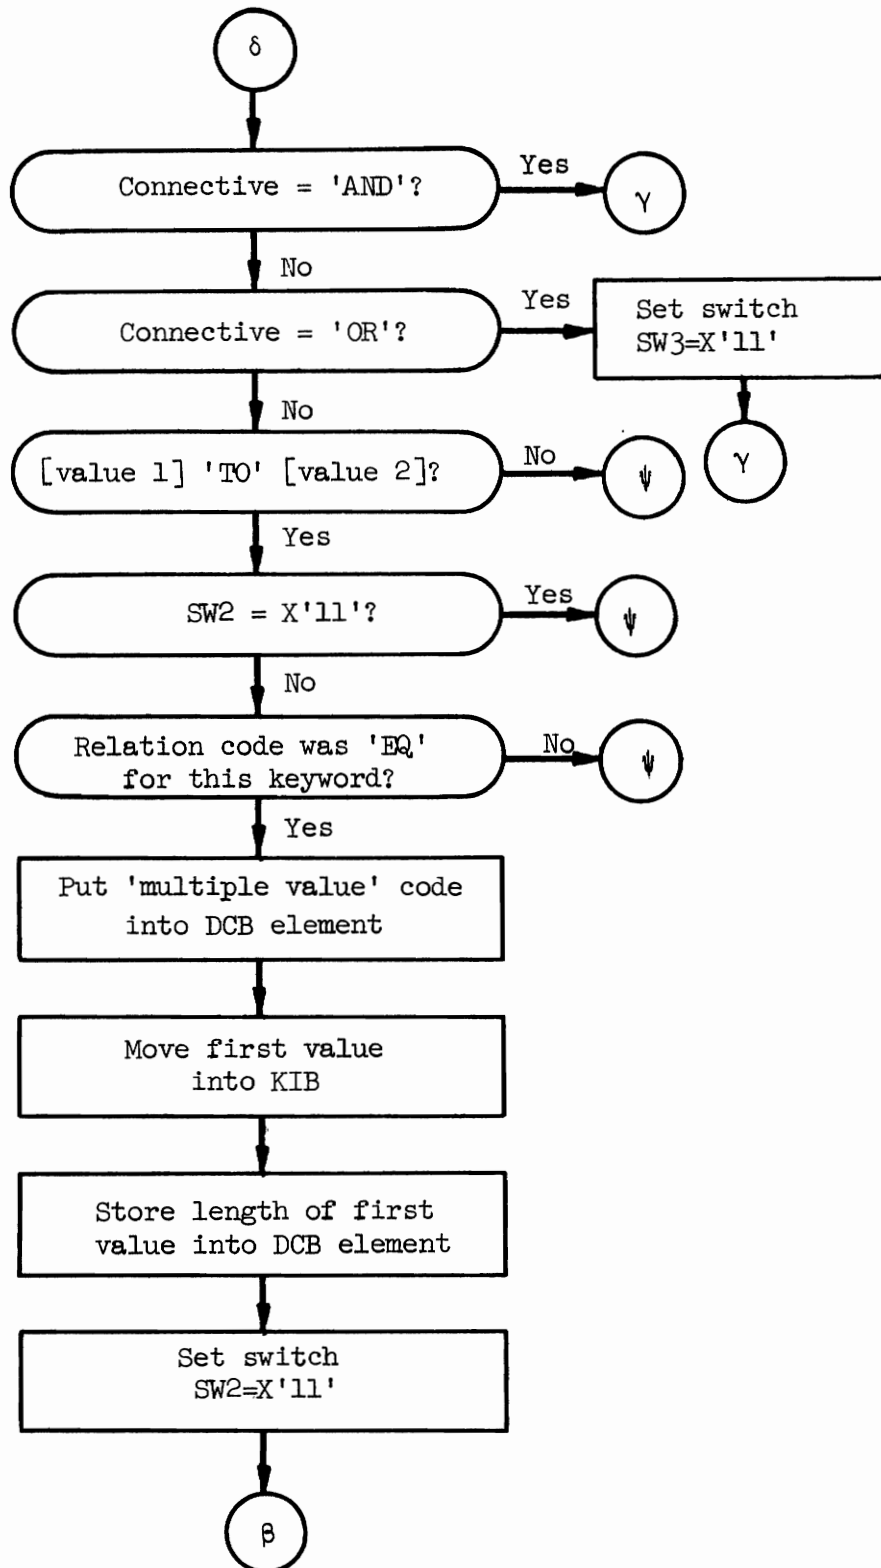 δ
Connective = 'AND'?
Yes
γ
No
Connective = 'OR'?
Yes
Set switch
SW3=X'11'
No
γ
[value 1] 'TO' [value 2]?
No
ψ
Yes
SW2 = X'11'?
Yes
ψ
No
Relation code was 'EQ'
for this keyword?
No
ψ
Yes
Put 'multiple value' code
into DCB element
Move first value
into KIB
Store length of first
value into DCB element
Set switch
SW2=X'11'
β